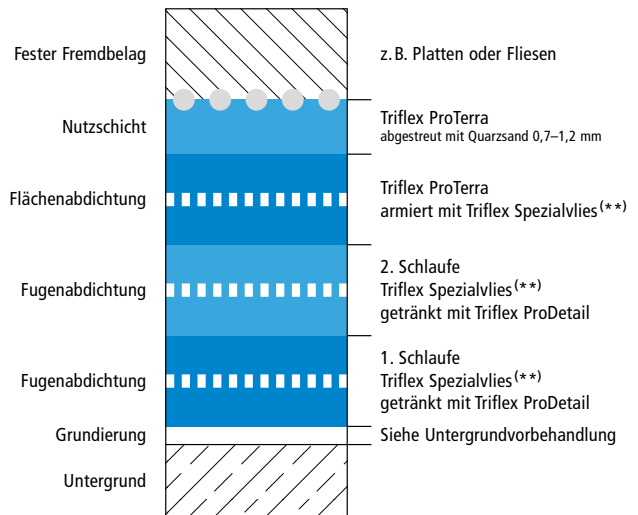 Fester Fremdbelag
z. B. Platten oder Fliesen
Nutzschicht
Triflex ProTerra
abgestreut mit Quarzsand 0,7–1,2 mm
Flächenabdichtung
Triflex ProTerra
armiert mit Triflex Spezialvlies(**)
Fugenabdichtung
2. Schlaufe
Triflex Spezialvlies(**)
getränkt mit Triflex ProDetail
Fugenabdichtung
1. Schlaufe
Triflex Spezialvlies(**)
getränkt mit Triflex ProDetail
Grundierung
Siehe Untergrundvorbehandlung
Untergrund